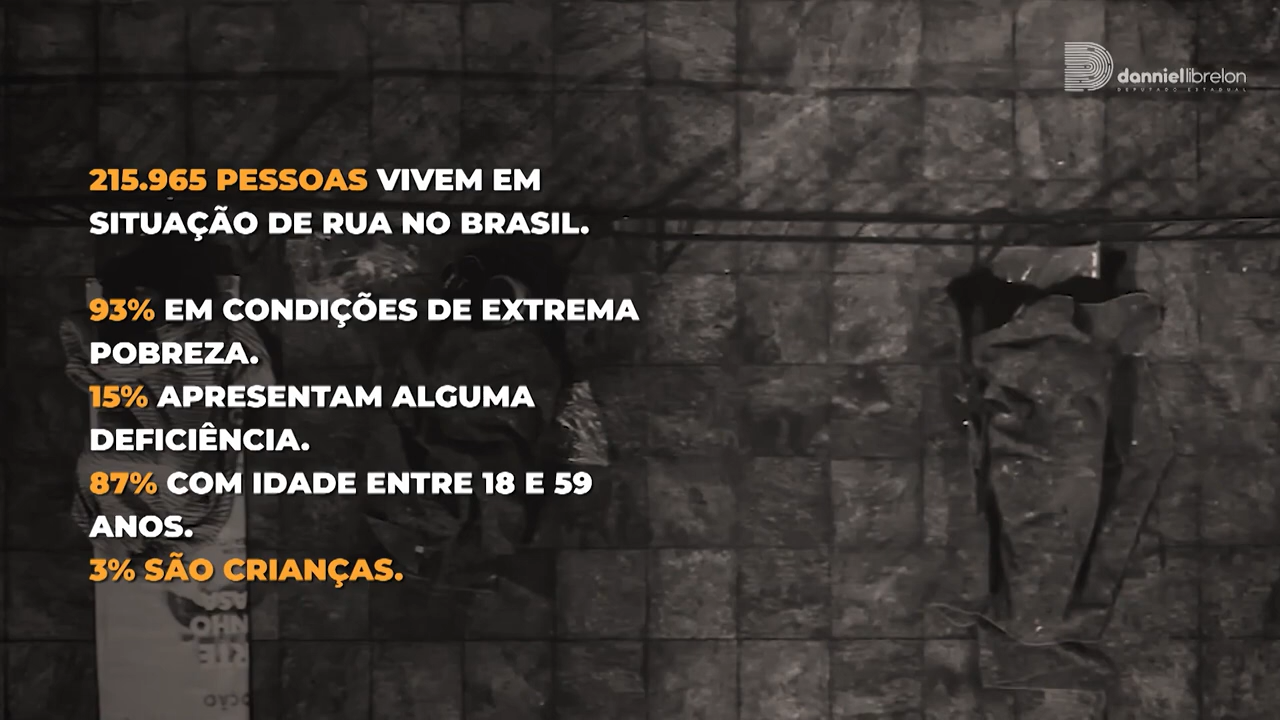 danniellibrelon
DEPUTADO ESTADUAL
215.965 PESSOAS VIVEM EM
SITUAÇÃO DE RUA NO BRASIL.
93% EM CONDIÇÕES DE EXTREMA
POBREZA.
15% APRESENTAM ALGUMA
DEFICIÊNCIA.
87% COM IDADE ENTRE 18 E 59
ANOS.
3% SÃO CRIANÇAS.